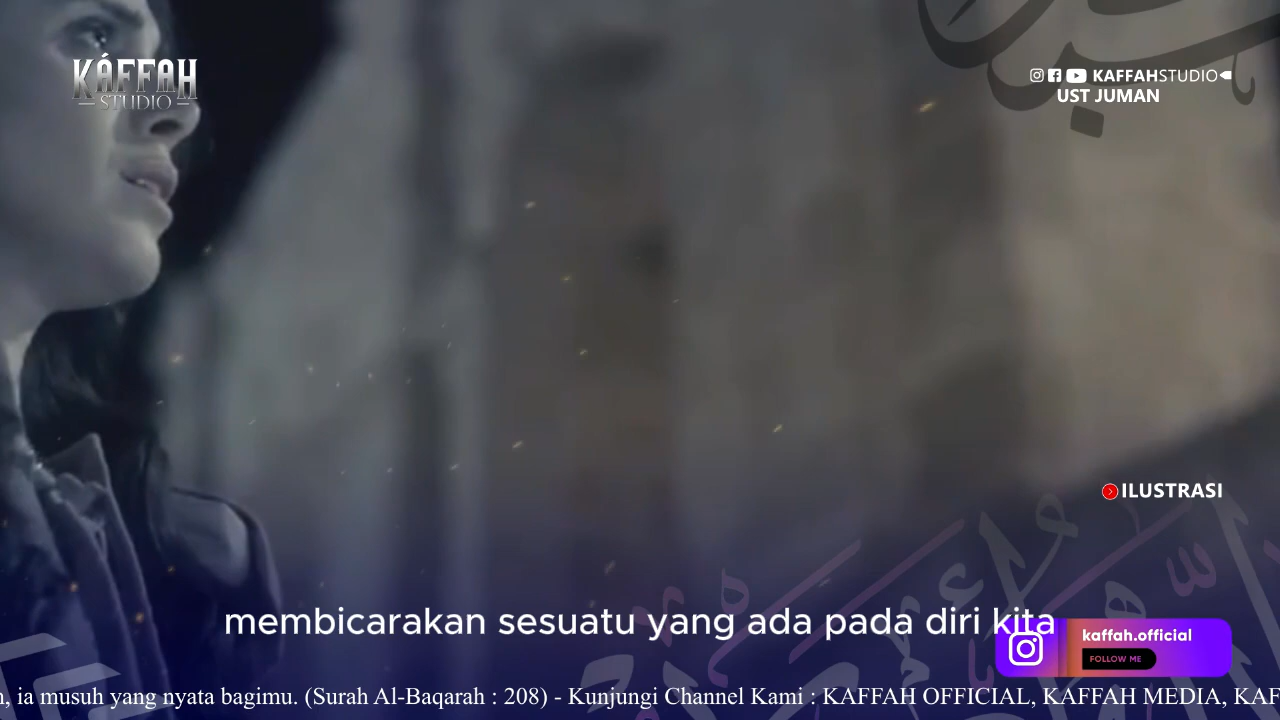 KÁFFAH
STUDIO
KAFFAHSTUDIO
UST JUMAN
ILUSTRASI
membicarakan sesuatu yang ada pada diri kita
kaffah.official
FOLLOW ME
, ia musuh yang nyata bagimu. (Surah Al-Baqarah : 208) - Kunjungi Channel Kami : KAFFAH OFFICIAL, KAFFAH MEDIA,